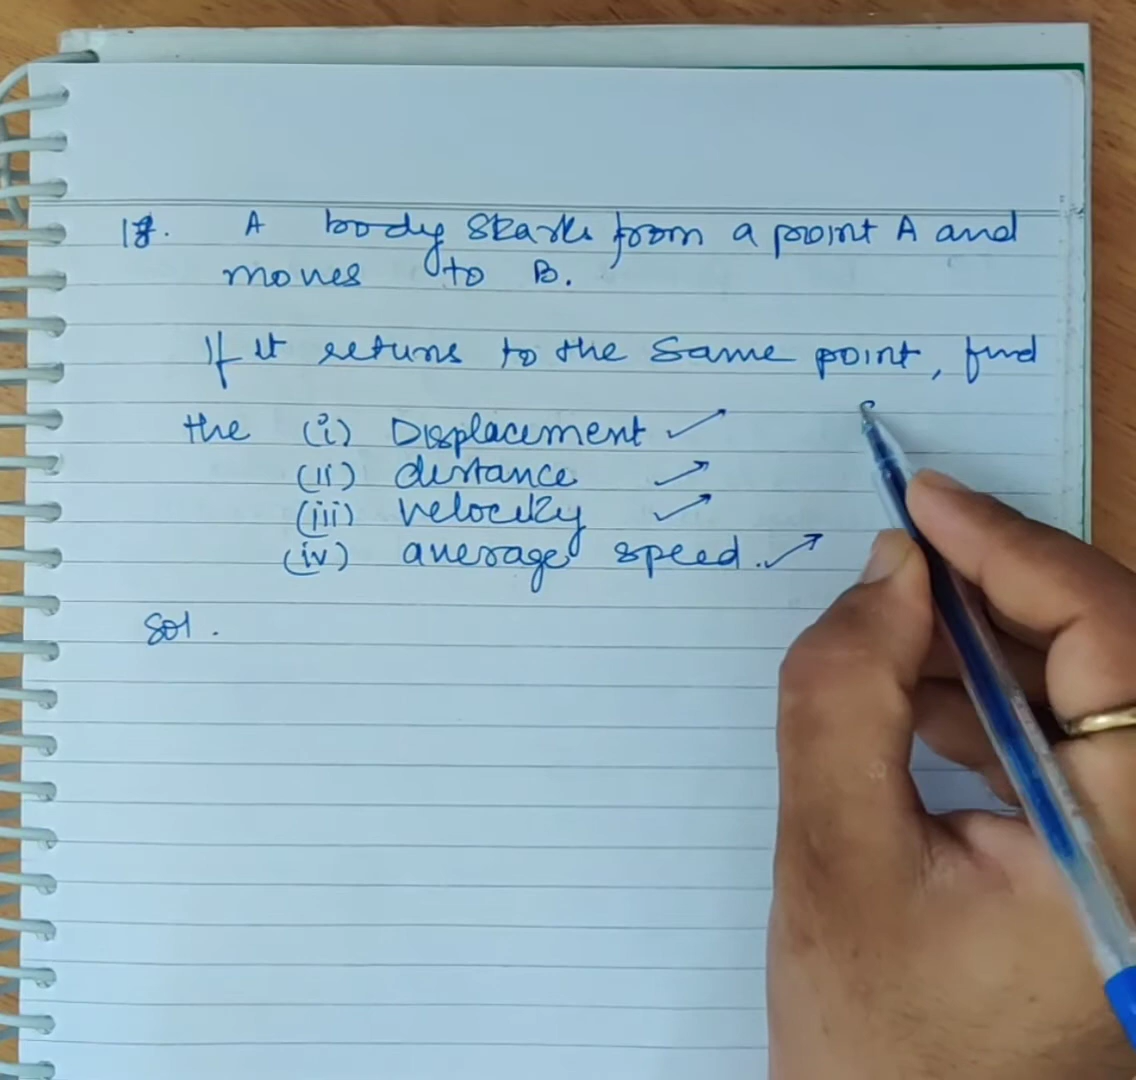 18. A body starts from a point A and
moves to B.
If it returns to the same point, find
the (i) Displacement
(ii) distance
(iii) velocity
(iv) average speed.
Sol.